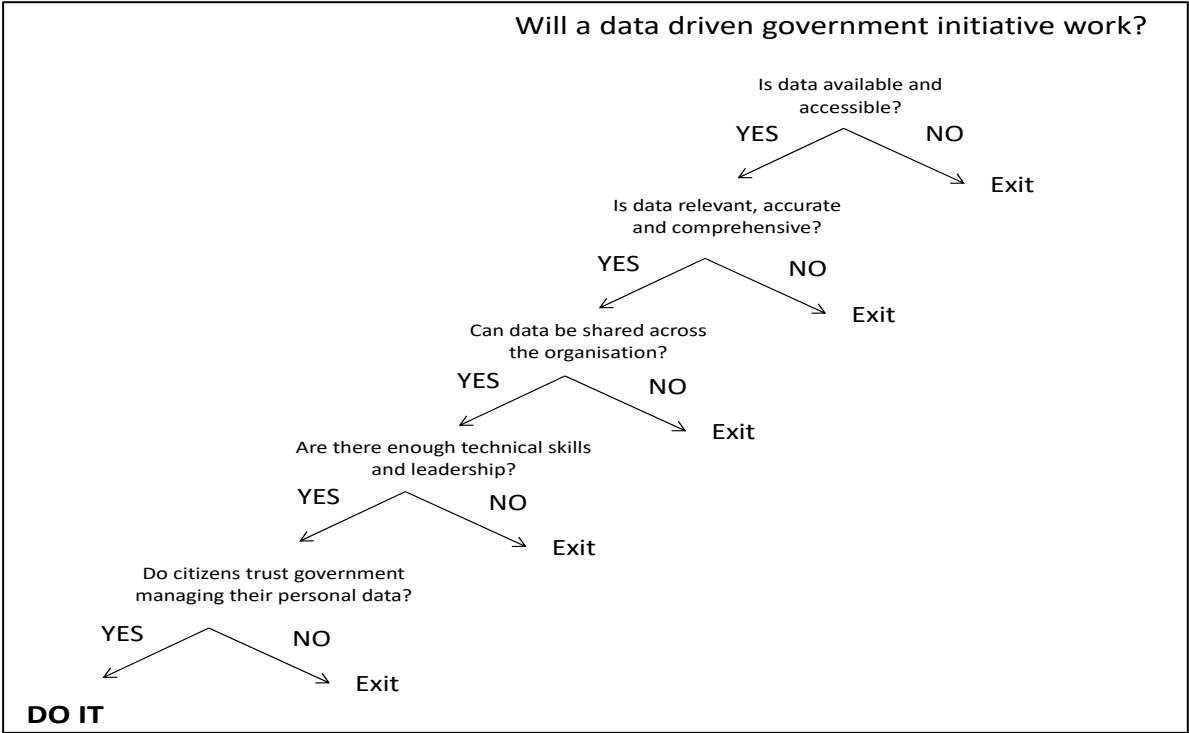 Will a data driven government initiative work?
Is data available and
accessible?
YES
NO
Exit
Is data relevant, accurate
and comprehensive?
YES
NO
Exit
Can data be shared across
the organisation?
YES
NO
Exit
Are there enough technical skills
and leadership?
YES
NO
Exit
Do citizens trust government
managing their personal data?
YES
NO
Exit
DO IT